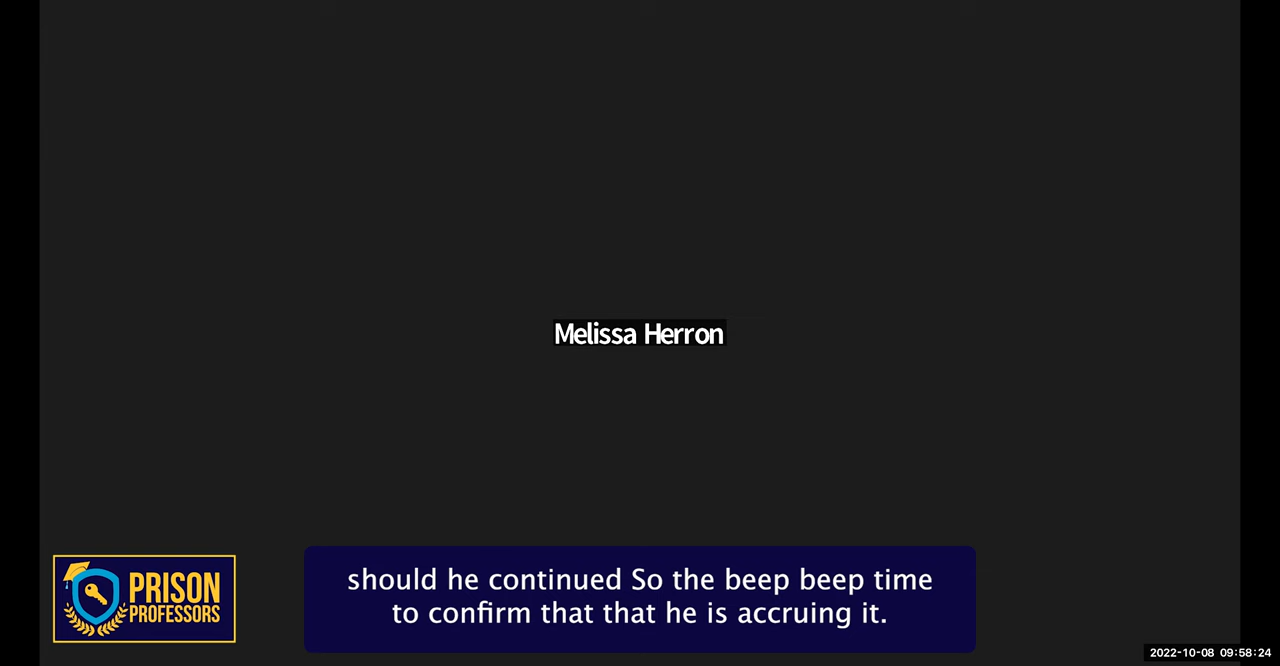 Melissa Herron
PRISON
PROFESSORS
should he continued So the beep beep time
to confirm that that he is accruing it.
2022-10-08 09:58:24